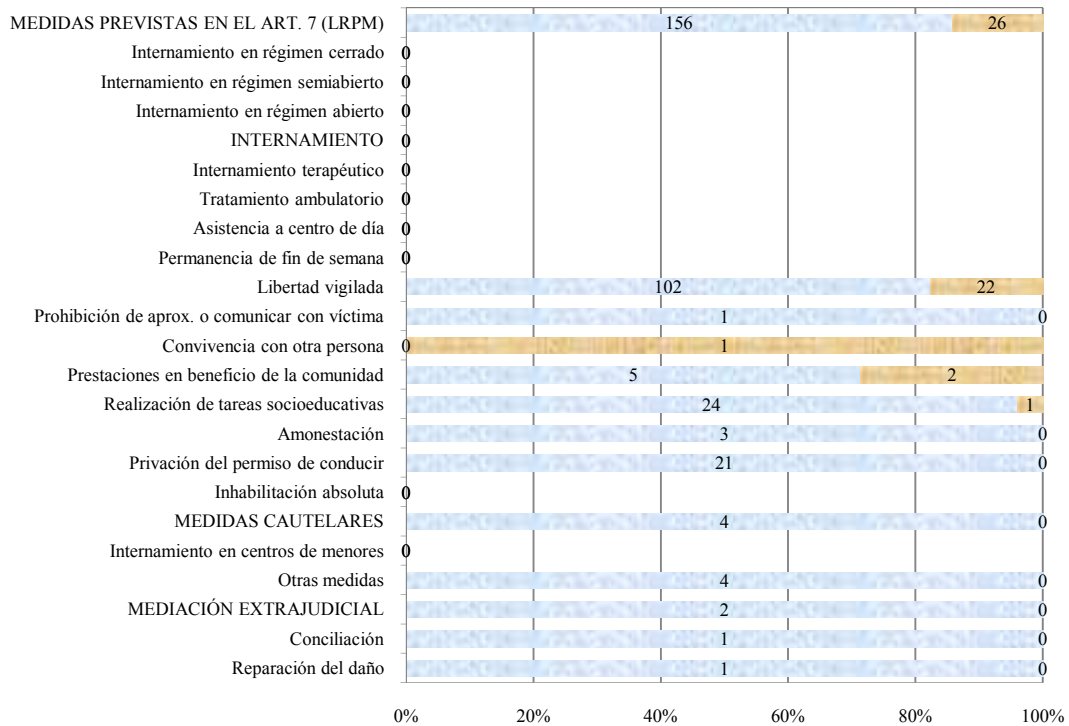 MEDIDAS PREVISTAS EN EL ART. 7 (LRPM) 156 26
Internamiento en régimen cerrado 0
Internamiento en régimen semiabierto 0
Internamiento en régimen abierto 0
INTERNAMIENTO 0
Internamiento terapéutico 0
Tratamiento ambulatorio 0
Asistencia a centro de día 0
Permanencia de fin de semana 0
Libertad vigilada 102 22
Prohibición de aprox. o comunicar con víctima 1 0
Convivencia con otra persona 0 1
Prestaciones en beneficio de la comunidad 5 2
Realización de tareas socioeducativas 24 1
Amonestación 3 0
Privación del permiso de conducir 21 0
Inhabilitación absoluta 0
MEDIDAS CAUTELARES 4 0
Internamiento en centros de menores 0
Otras medidas 4 0
MEDIACIÓN EXTRAJUDICIAL 2 0
Conciliación 1 0
Reparación del daño 1 0
0% 20% 40% 60% 80% 100%